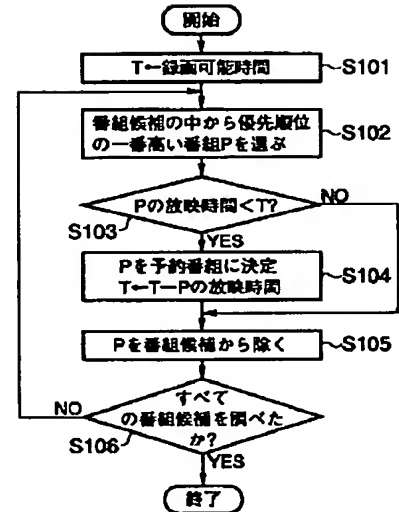 開始
T←録画可能時間
S101
番組候補の中から優先順位
の一番高い番組Pを選ぶ
S102
Pの放映時間<T?
NO
S103
YES
Pを予約番組に決定
T←T−Pの放映時間
S104
Pを番組候補から除く
S105
すべて
の番組候補を調べた
か?
NO
S106
YES
終了